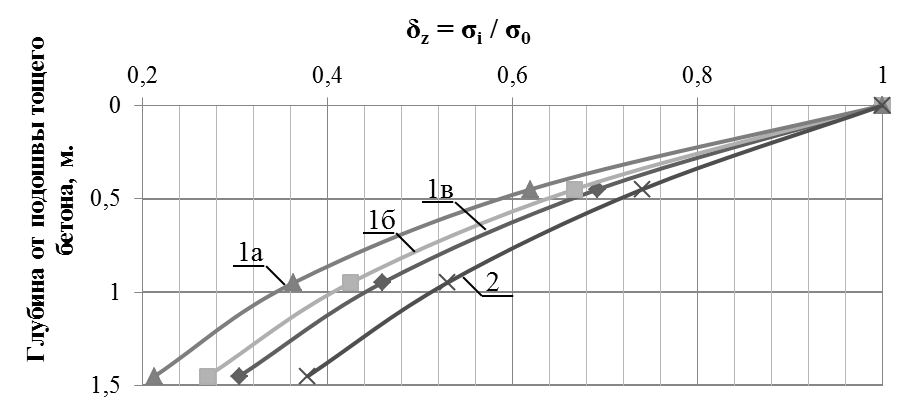 δz = σi / σ0
0,2 0,4 0,6 0,8 1
Глубина от подошвы тощего
бетона, м.
0
0,5
1
1,5
1а
1б
1в
2